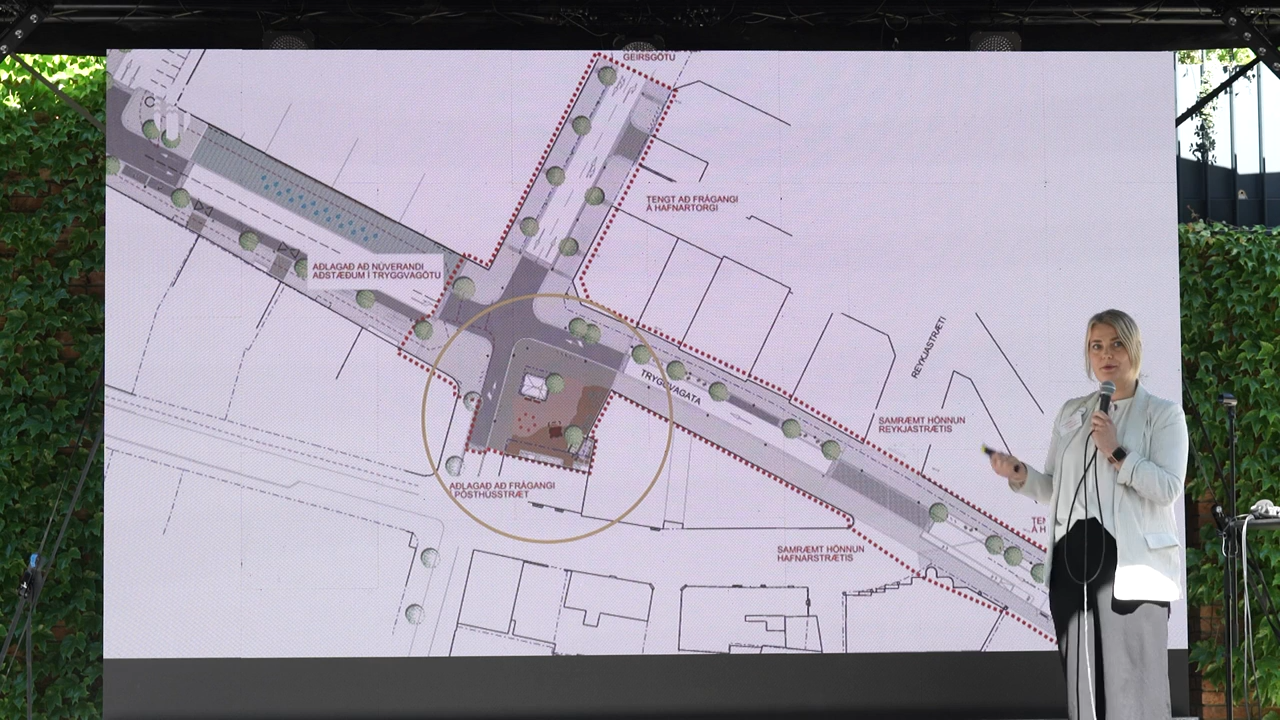 GEIRSGÖTU
TENGT AÐ FRÁGANGI
Á HAFNARTORGI
AÐLAGAÐ AÐ NÚVERANDI
AÐSTÆÐUM Í TRYGGVAGÖTU
REYKJASTRÆTI
TRYGGVAGATA
SAMRÆMT HÖNNUN
REYKJASTRÆTIS
AÐLAGAÐ AÐ FRÁGANGI
Í PÓSTHÚSSTRÆT
SAMRÆMT HÖNNUN
HAFNARSTRÆTIS